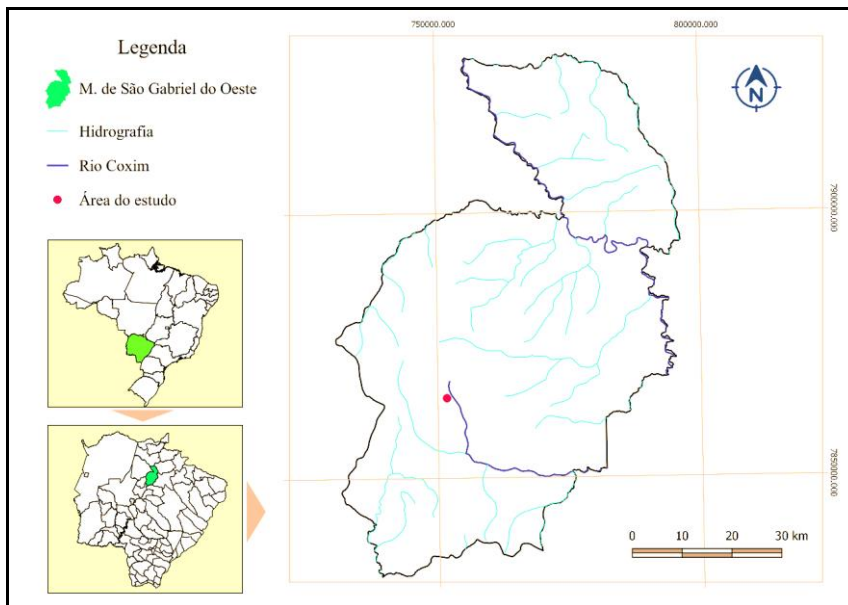 Legenda
M. de São Gabriel do Oeste
Hidrografia
Rio Coxim
Área do estudo
750000.000
800000.000
N
7900000.000
7850000.000
0 10 20 30 km